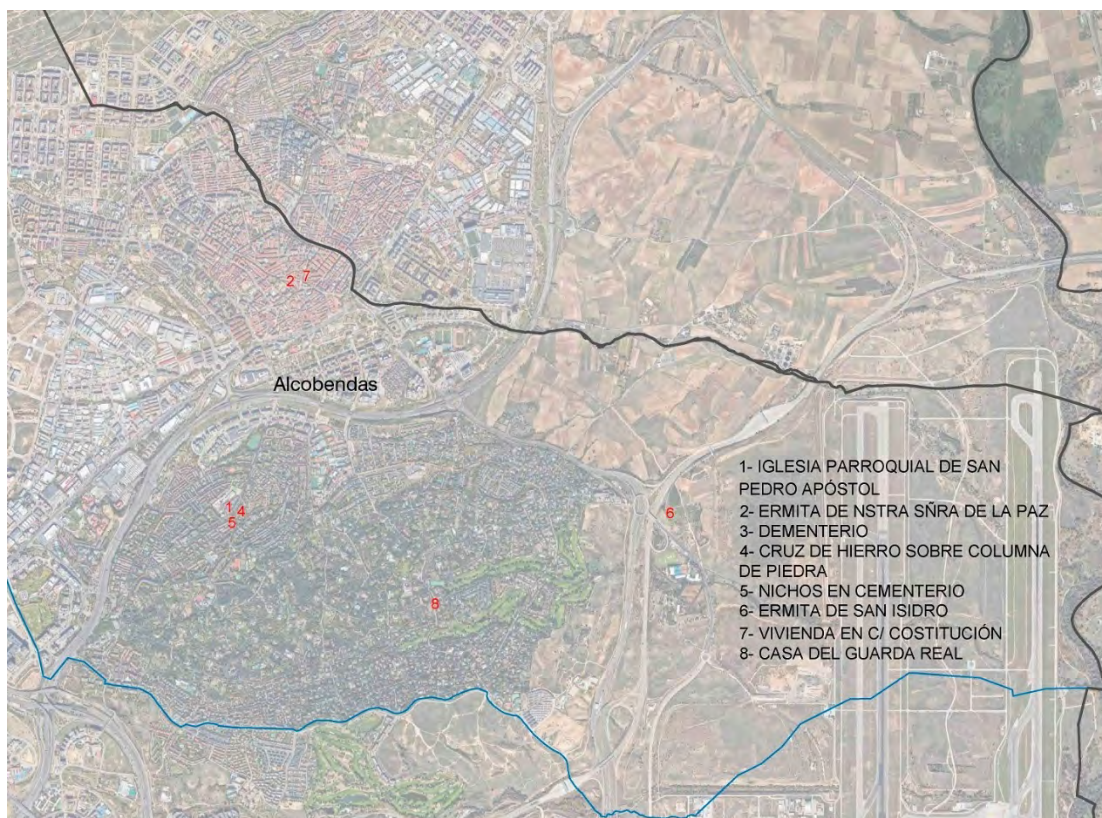 2
7
Alcobendas
1
4
5
6
8
1- IGLESIA PARROQUIAL DE SAN
PEDRO APÓSTOL
2- ERMITA DE NSTRA SÑRA DE LA PAZ
3- DEMENTERIO
4- CRUZ DE HIERRO SOBRE COLUMNA
DE PIEDRA
5- NICHOS EN CEMENTERIO
6- ERMITA DE SAN ISIDRO
7- VIVIENDA EN C/ COSTITUCIÓN
8- CASA DEL GUARDA REAL